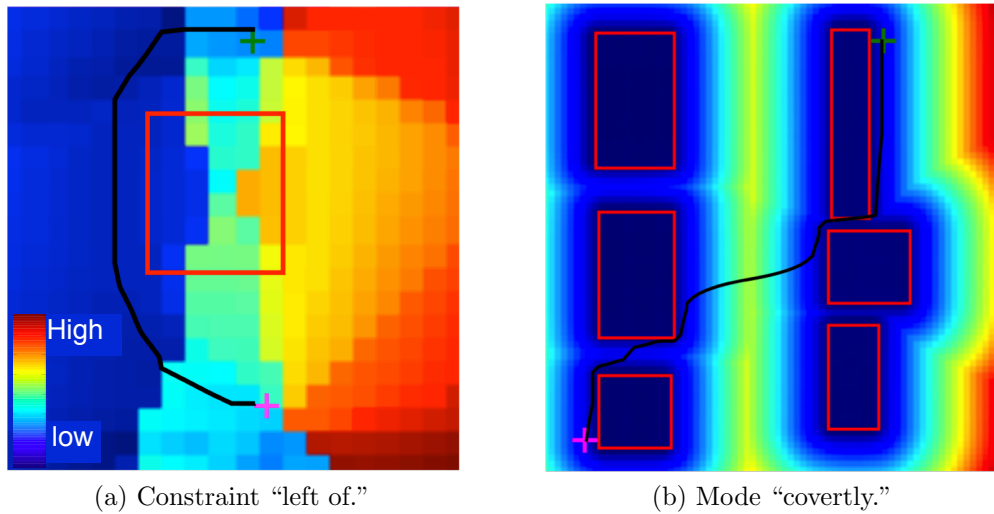 High
low
(a) Constraint “left of.”
(b) Mode “covertly.”